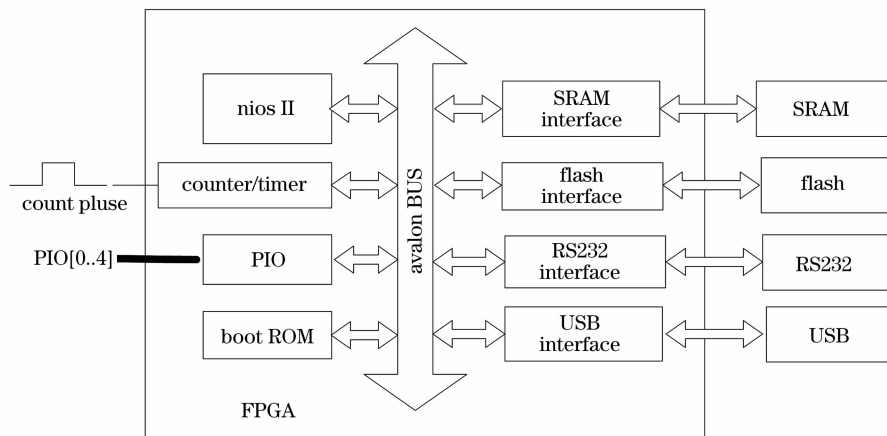 nios II
SRAM
interface
SRAM
counter/timer
flash
interface
flash
count pluse
avalon BUS
PIO[0..4]
PIO
RS232
interface
RS232
boot ROM
USB
interface
USB
FPGA